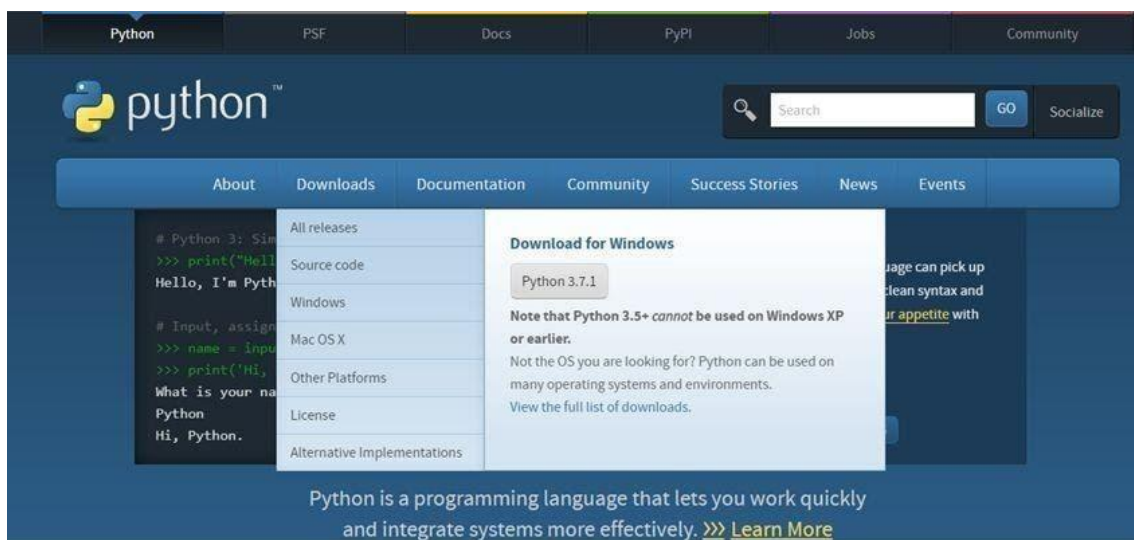 Python PSF Docs PyPI Jobs Community
python™
Search GO Socialize
About Downloads Documentation Community Success Stories News Events
All releases
Source code
Windows
Mac OS X
Other Platforms
License
Alternative Implementations
Download for Windows
Python 3.7.1
Note that Python 3.5+ cannot be used on Windows XP
or earlier.
Not the OS you are looking for? Python can be used on
many operating systems and environments.
View the full list of downloads.
# Python 3: Sim
>>> print("Hell
Hello, I'm Pyth
# Input, assign
>>> name = inpu
>>> print('Hi,
What is your na
Python
Hi, Python.
uage can pick up
clean syntax and
ur appetite with
Python is a programming language that lets you work quickly
and integrate systems more effectively. >>> Learn More